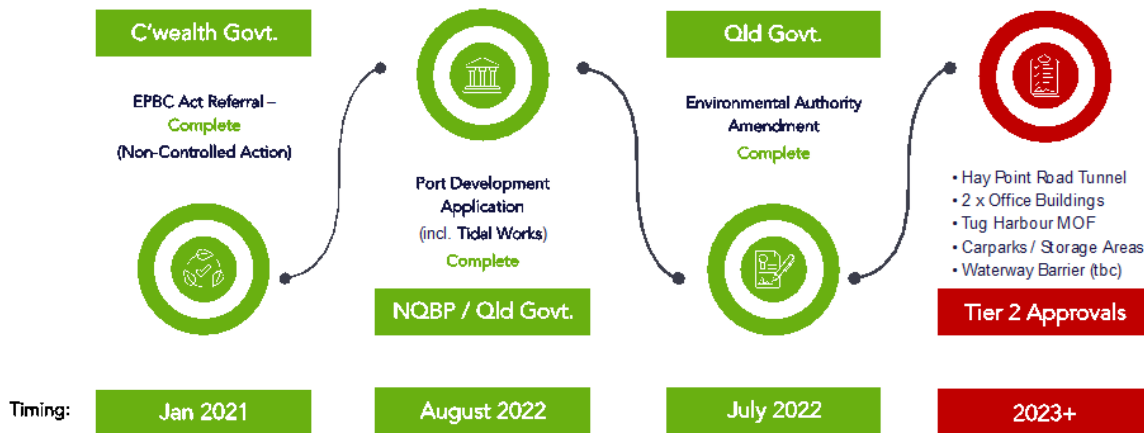 C'wealth Govt.
EPBC Act Referral –
Complete
(Non-Controlled Action)
Port Development
Application
(incl. Tidal Works)
Complete
NQBP / Qld Govt.
Qld Govt.
Environmental Authority
Amendment
Complete
• Hay Point Road Tunnel
• 2 x Office Buildings
• Tug Harbour MOF
• Carparks / Storage Areas
• Waterway Barrier (tbc)
Tier 2 Approvals
Timing:
Jan 2021
August 2022
July 2022
2023+